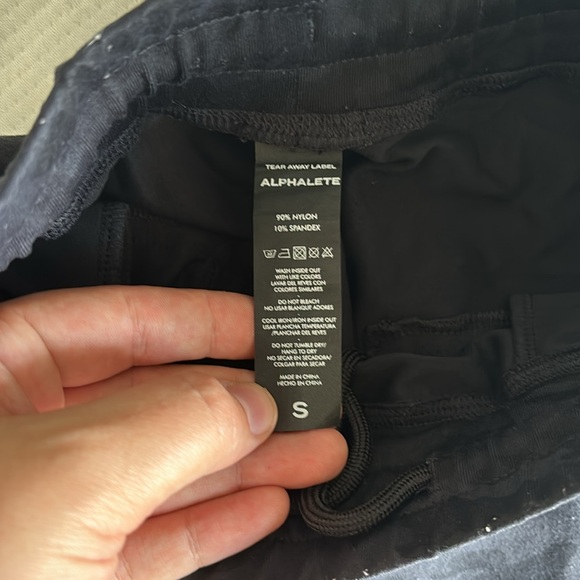 TEAR AWAY LABEL
ALPHALETE
90% NYLON
10% SPANDEX
WASH INSIDE OUT
WITH LIKE COLORS
LAVAR DEL REVES CON
COLORES SIMILARES
DO NOT BLEACH
NO USAR BLANQUEADORES
COOL IRON/IRON INSIDE OUT
USAR PLANCHA TEMPERATURA
/PLANCHAR DEL REVES
DO NOT TUMBLE DRY/
HANG TO DRY
NO SECAR EN SECADORA/
COLGAR PARA SECAR
MADE IN CHINA
HECHO EN CHINA
S